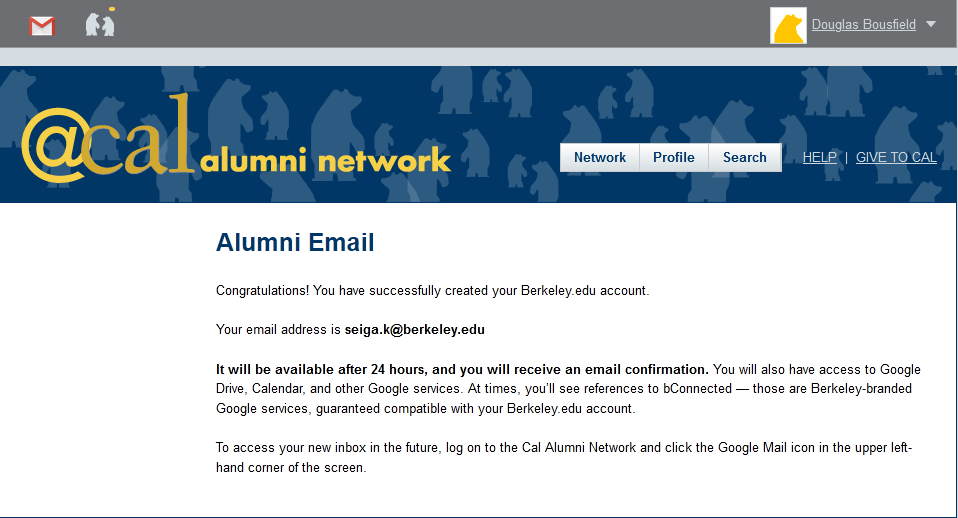 Douglas Bousfield
@cal alumni network
Network Profile Search HELP | GIVE TO CAL
Alumni Email
Congratulations! You have successfully created your Berkeley.edu account.
Your email address is seiga.k@berkeley.edu
It will be available after 24 hours, and you will receive an email confirmation. You will also have access to Google
Drive, Calendar, and other Google services. At times, you'll see references to bConnected — those are Berkeley-branded
Google services, guaranteed compatible with your Berkeley.edu account.
To access your new inbox in the future, log on to the Cal Alumni Network and click the Google Mail icon in the upper left-
hand corner of the screen.